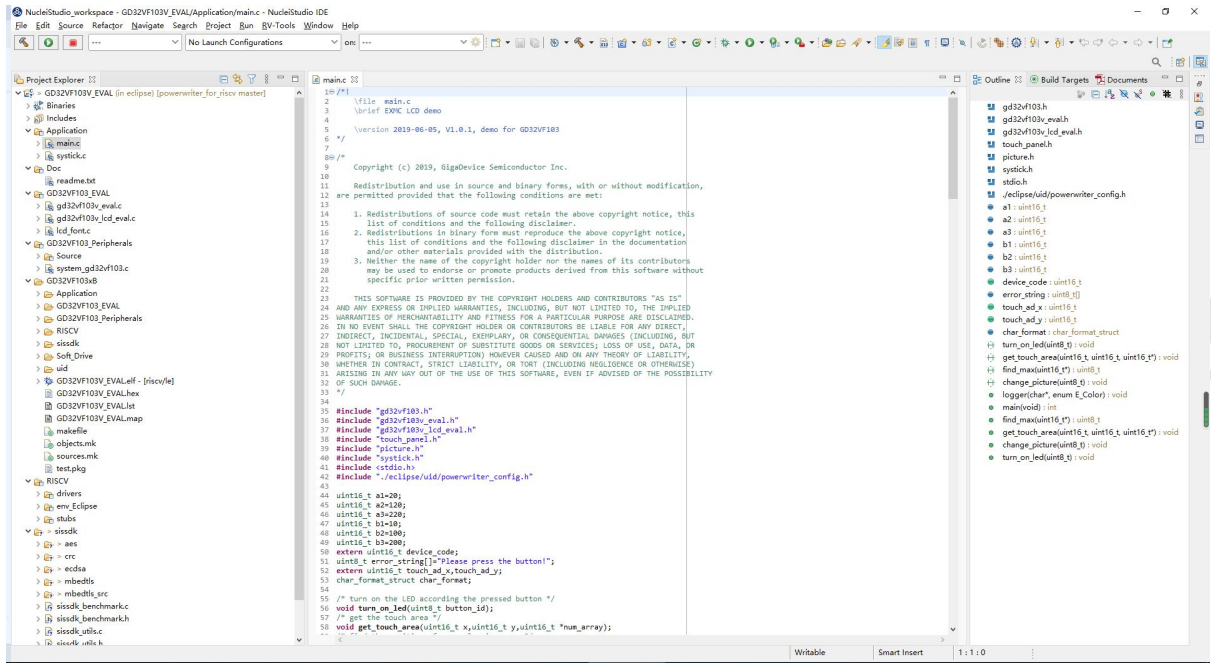 NucleiStudio_workspace - GD32VF103V_EVAL/Application/main.c - NucleiStudio IDE
File Edit Source Refactor Navigate Search Project Run RV-Tools Window Help
--- No Launch Configurations on: ---
Project Explorer
GD32VF103V_EVAL (in eclipse) [powerwriter_for_riscv master]
Binaries
Includes
Application
main.c
systick.c
Doc
readme.txt
GD32VF103_EVAL
gd32vf103v_eval.c
gd32vf103v_lcd_eval.c
lcd_font.c
GD32VF103_Peripherals
Source
system_gd32vf103.c
GD32VF103xB
Application
GD32VF103_EVAL
GD32VF103_Peripherals
RISCV
sissdk
Soft_Drive
uid
GD32VF103V_EVAL.elf - [riscv/le]
GD32VF103V_EVAL.hex
GD32VF103V_EVAL.lst
GD32VF103V_EVAL.map
makefile
objects.mk
sources.mk
test.pkg
RISCV
drivers
env_Eclipse
stubs
> sissdk
> aes
> crc
> ecdsa
> mbedtls
> mbedtls_src
sissdk_benchmark.c
sissdk_benchmark.h
sissdk_utils.c
sissdk_utils.h
main.c
1 /*!
2 \file main.c
3 \brief EXMC LCD demo
4
5 \version 2019-06-05, V1.0.1, demo for GD32VF103
6 */
7
8 /*
9 Copyright (c) 2019, GigaDevice Semiconductor Inc.
10
11 Redistribution and use in source and binary forms, with or without modification,
12 are permitted provided that the following conditions are met:
13
14 1. Redistributions of source code must retain the above copyright notice, this
15 list of conditions and the following disclaimer.
16 2. Redistributions in binary form must reproduce the above copyright notice,
17 this list of conditions and the following disclaimer in the documentation
18 and/or other materials provided with the distribution.
19 3. Neither the name of the copyright holder nor the names of its contributors
20 may be used to endorse or promote products derived from this software without
21 specific prior written permission.
22
23 THIS SOFTWARE IS PROVIDED BY THE COPYRIGHT HOLDERS AND CONTRIBUTORS "AS IS"
24 AND ANY EXPRESS OR IMPLIED WARRANTIES, INCLUDING, BUT NOT LIMITED TO, THE IMPLIED
25 WARRANTIES OF MERCHANTABILITY AND FITNESS FOR A PARTICULAR PURPOSE ARE DISCLAIMED.
26 IN NO EVENT SHALL THE COPYRIGHT HOLDER OR CONTRIBUTORS BE LIABLE FOR ANY DIRECT,
27 INDIRECT, INCIDENTAL, SPECIAL, EXEMPLARY, OR CONSEQUENTIAL DAMAGES (INCLUDING, BUT
28 NOT LIMITED TO, PROCUREMENT OF SUBSTITUTE GOODS OR SERVICES; LOSS OF USE, DATA, OR
29 PROFITS; OR BUSINESS INTERRUPTION) HOWEVER CAUSED AND ON ANY THEORY OF LIABILITY,
30 WHETHER IN CONTRACT, STRICT LIABILITY, OR TORT (INCLUDING NEGLIGENCE OR OTHERWISE)
31 ARISING IN ANY WAY OUT OF THE USE OF THIS SOFTWARE, EVEN IF ADVISED OF THE POSSIBILITY
32 OF SUCH DAMAGE.
33 */
34
35 #include "gd32vf103.h"
36 #include "gd32vf103v_eval.h"
37 #include "gd32vf103v_lcd_eval.h"
38 #include "touch_panel.h"
39 #include "picture.h"
40 #include "systick.h"
41 #include <stdio.h>
42 #include "./eclipse/uid/powerwriter_config.h"
43
44 uint16_t a1=20;
45 uint16_t a2=120;
46 uint16_t a3=220;
47 uint16_t b1=10;
48 uint16_t b2=100;
49 uint16_t b3=200;
50 extern uint16_t device_code;
51 uint8_t error_string[]="Please press the button!";
52 extern uint16_t touch_ad_x,touch_ad_y;
53 char_format_struct char_format;
54
55 /* turn on the LED according the pressed button */
56 void turn_on_led(uint8_t button_id);
57 /* get the touch area */
58 void get_touch_area(uint16_t x,uint16_t y,uint16_t *num_array);
Outline Build Targets Documents
gd32vf103.h
gd32vf103v_eval.h
gd32vf103v_lcd_eval.h
touch_panel.h
picture.h
systick.h
stdio.h
./eclipse/uid/powerwriter_config.h
a1 : uint16_t
a2 : uint16_t
a3 : uint16_t
b1 : uint16_t
b2 : uint16_t
b3 : uint16_t
device_code : uint16_t
error_string : uint8_t[]
touch_ad_x : uint16_t
touch_ad_y : uint16_t
char_format : char_format_struct
turn_on_led(uint8_t) : void
get_touch_area(uint16_t, uint16_t, uint16_t*) : void
find_max(uint16_t*) : uint8_t
change_picture(uint8_t) : void
logger(char*, enum E_Color) : void
main(void) : int
find_max(uint16_t*) : uint8_t
get_touch_area(uint16_t, uint16_t, uint16_t*) : void
change_picture(uint8_t) : void
turn_on_led(uint8_t) : void
Writable Smart Insert 1 : 1 : 0